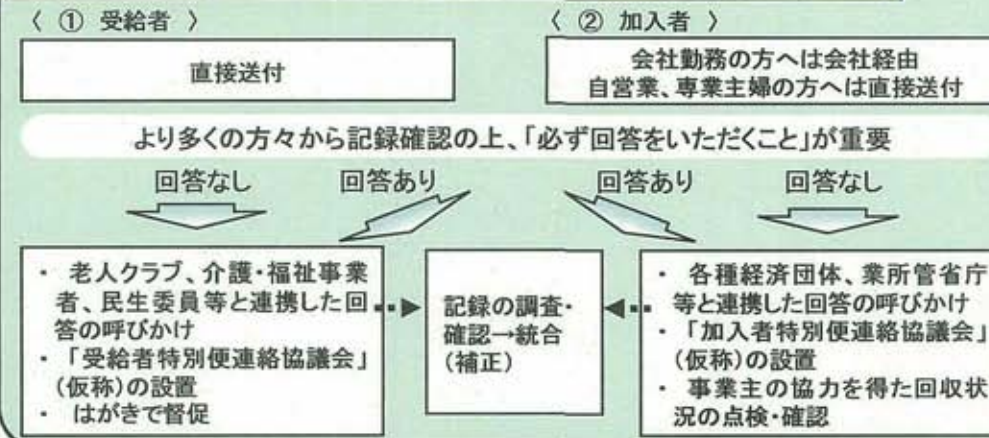 〈 ① 受給者 〉
〈 ② 加入者 〉
直接送付
会社勤務の方へは会社経由
自営業、専業主婦の方へは直接送付
より多くの方々から記録確認の上、「必ず回答をいただくこと」が重要
回答なし
回答あり
回答あり
回答なし
・ 老人クラブ、介護・福祉事業
者、民生委員等と連携した回
答の呼びかけ
・ 「受給者特別便連絡協議会」
(仮称)の設置
・ はがきで督促
記録の調査・
確認→統合
(補正)
・ 各種経済団体、業所管省庁
等と連携した回答の呼びかけ
・ 「加入者特別便連絡協議会」
(仮称)の設置
・ 事業主の協力を得た回収状
況の点検・確認